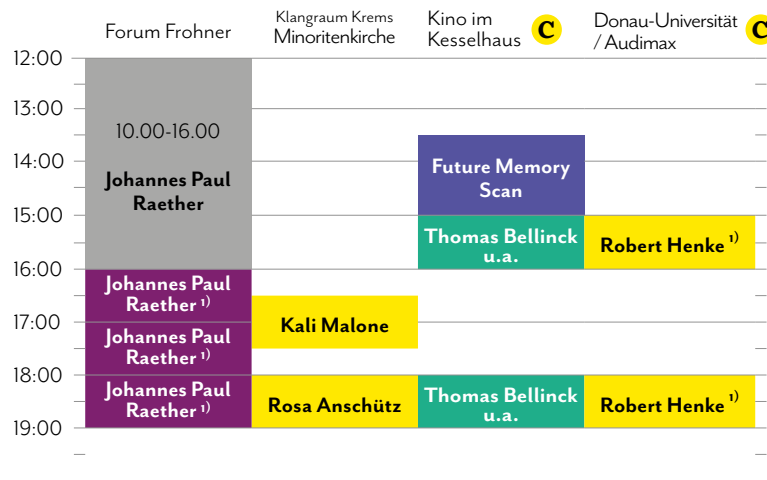 Forum Frohner
Klangraum Krems
Minoritenkirche
Kino im
Kesselhaus C
Donau-Universität
/ Audimax C
12:00
13:00
14:00
15:00
16:00
17:00
18:00
19:00
10.00-16.00
Johannes Paul
Raether
Johannes Paul
Raether ¹⁾
Johannes Paul
Raether ¹⁾
Johannes Paul
Raether ¹⁾
Kali Malone
Rosa Anschütz
Future Memory
Scan
Thomas Bellinck
u.a.
Thomas Bellinck
u.a.
Robert Henke ¹⁾
Robert Henke ¹⁾